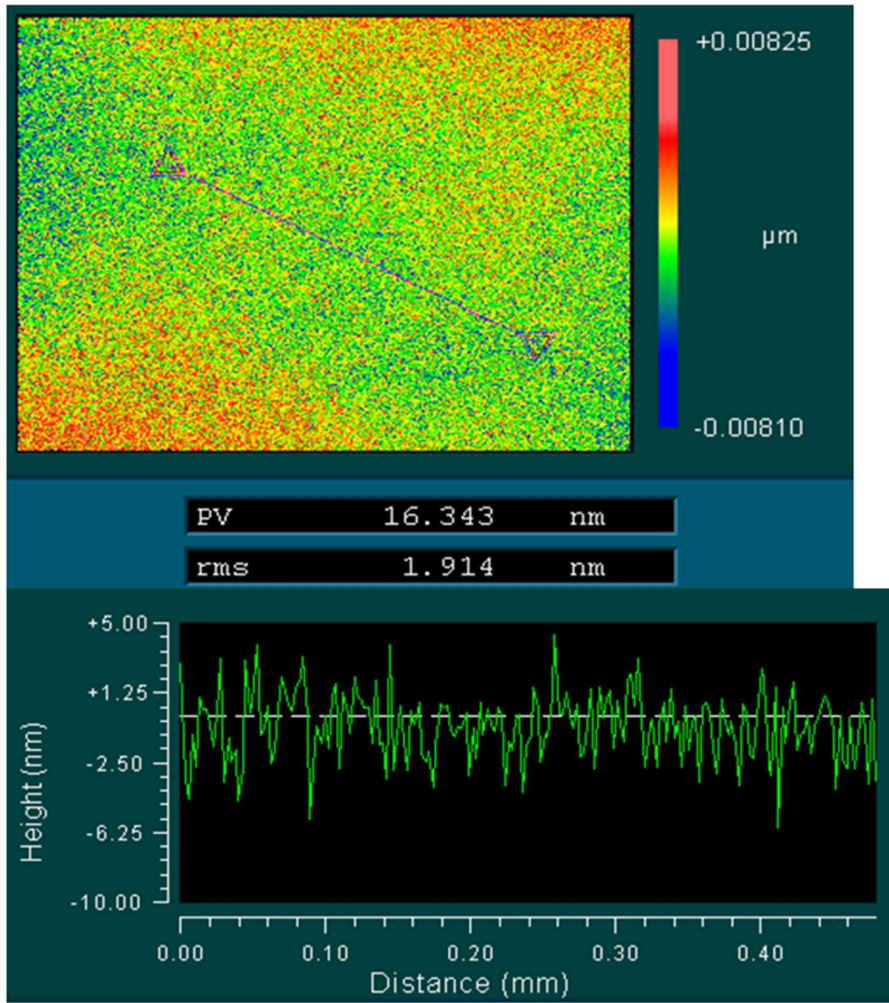 +0.00825
µm
-0.00810
PV 16.343 nm
rms 1.914 nm
+5.00
+1.25
-2.50
-6.25
-10.00
Height (nm)
0.00 0.10 0.20 0.30 0.40
Distance (mm)